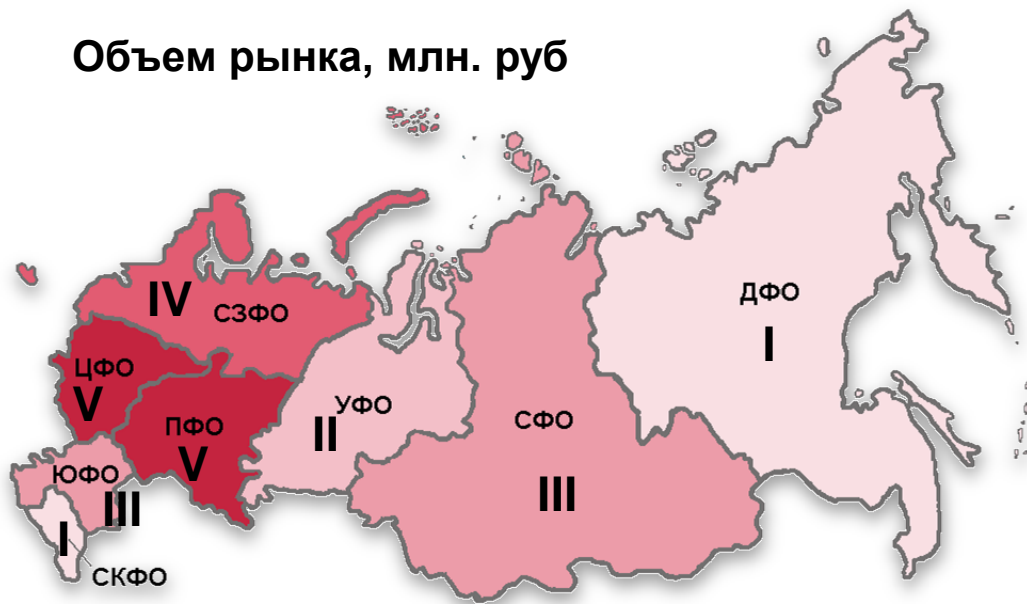 Объем рынка, млн. руб
IV
СЗФО
ДФО
I
ЦФО
V
ПФО
V
УФО
II
СФО
III
ЮФО
III
I
СКФО